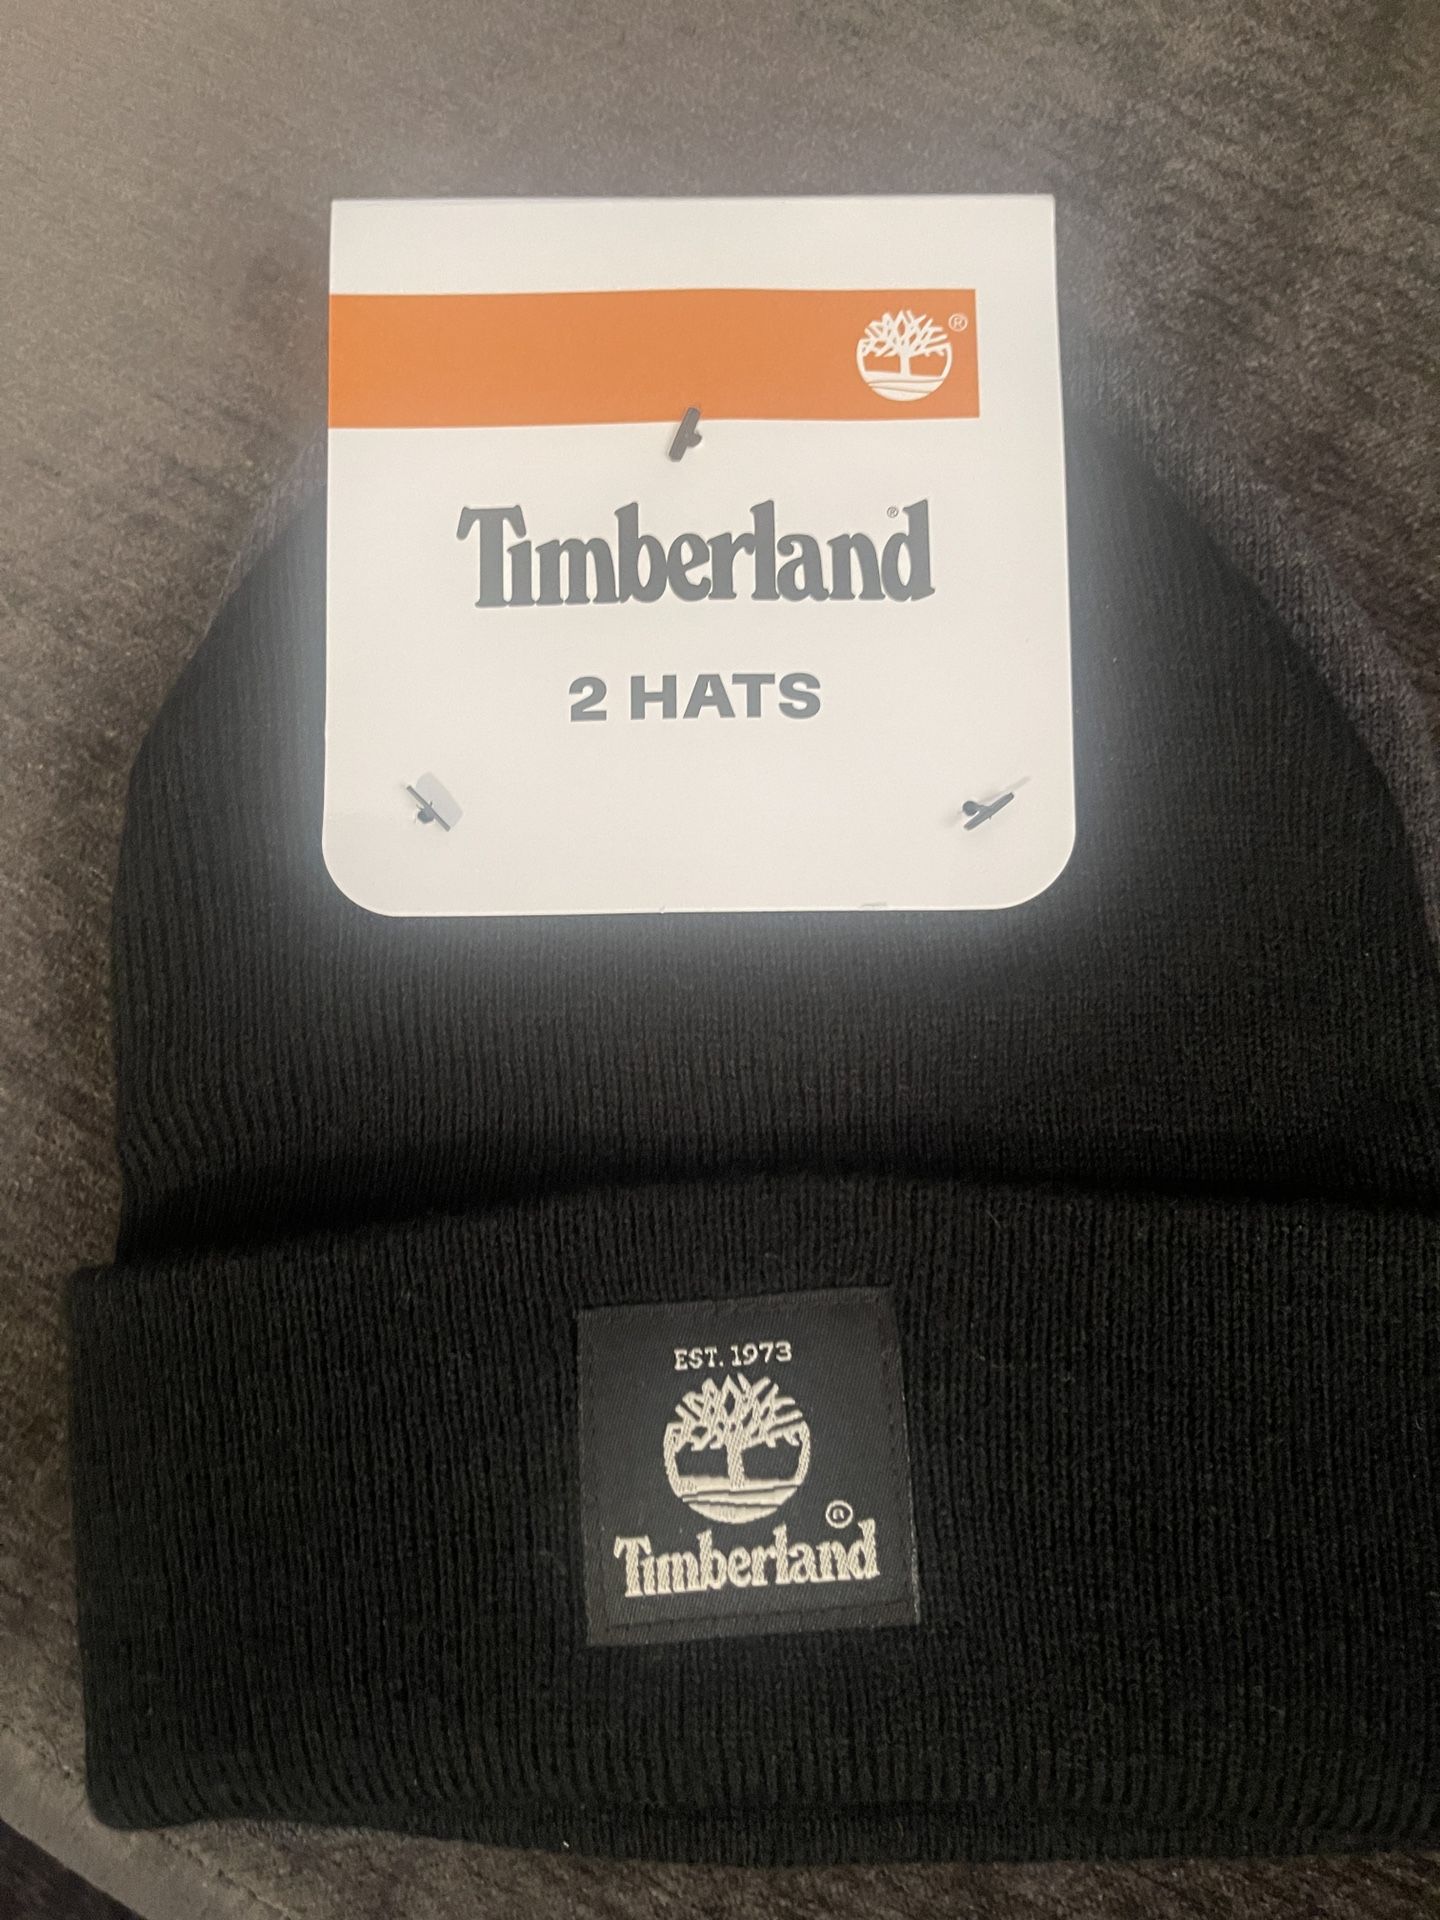 ®
Timberland®
2 HATS
EST. 1973
®
Timberland